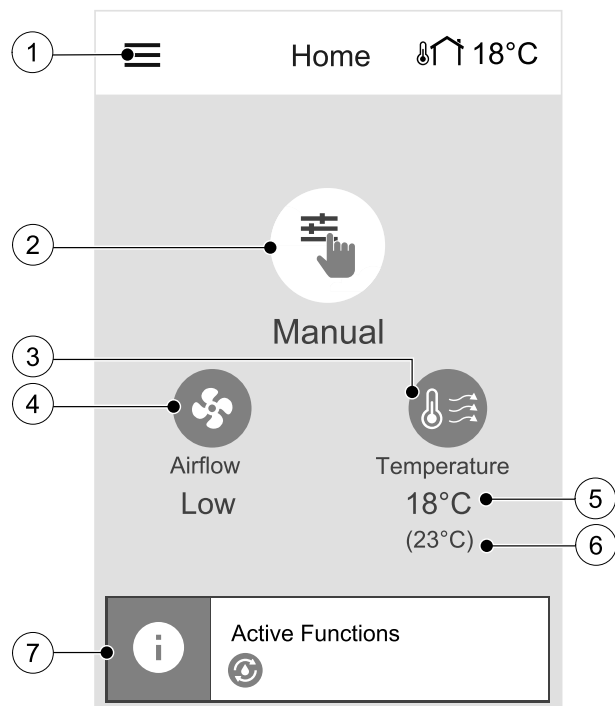 1
Home
18°C
2
Manual
3
4
Airflow
Low
Temperature
18°C
5
(23°C)
6
7
i
Active Functions